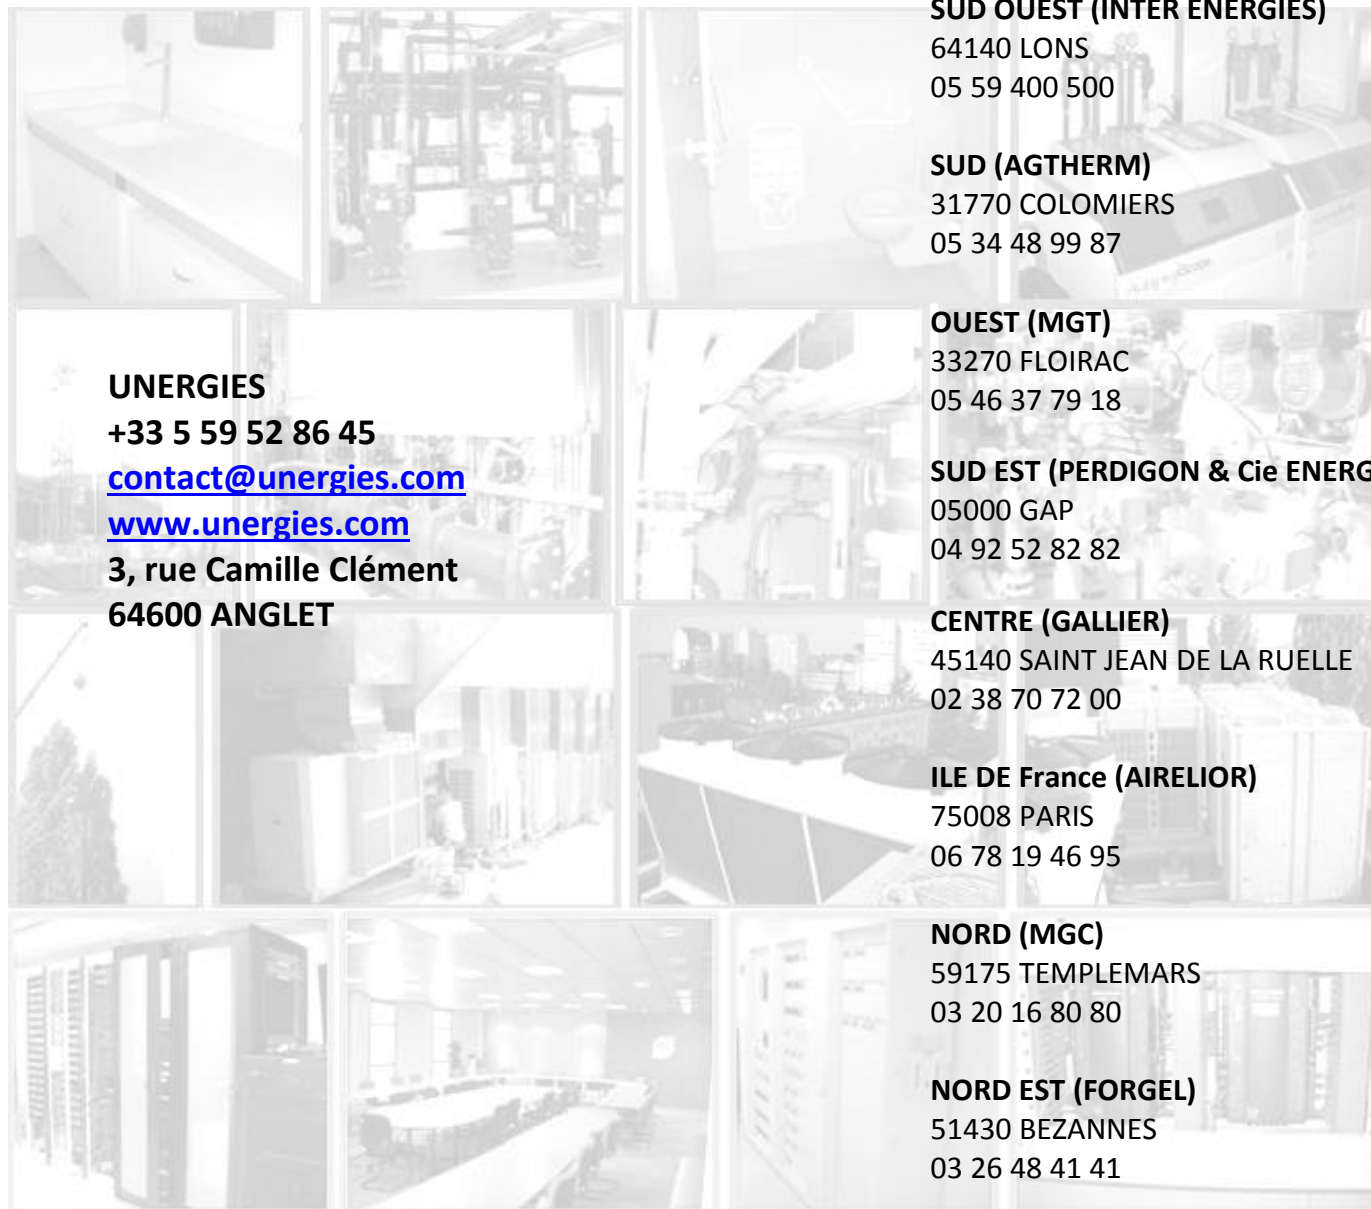 UNERGIES
+33 5 59 52 86 45
contact@unergies.com
www.unergies.com
3, rue Camille Clément
64600 ANGLET
SUD OUEST (INTER ENERGIES)
64140 LONS
05 59 400 500
SUD (AGTHERM)
31770 COLOMIERS
05 34 48 99 87
OUEST (MGT)
33270 FLOIRAC
05 46 37 79 18
SUD EST (PERDIGON & Cie ENERG
05000 GAP
04 92 52 82 82
CENTRE (GALLIER)
45140 SAINT JEAN DE LA RUELLE
02 38 70 72 00
ILE DE France (AIRELIOR)
75008 PARIS
06 78 19 46 95
NORD (MGC)
59175 TEMPLEMARS
03 20 16 80 80
NORD EST (FORGEL)
51430 BEZANNES
03 26 48 41 41